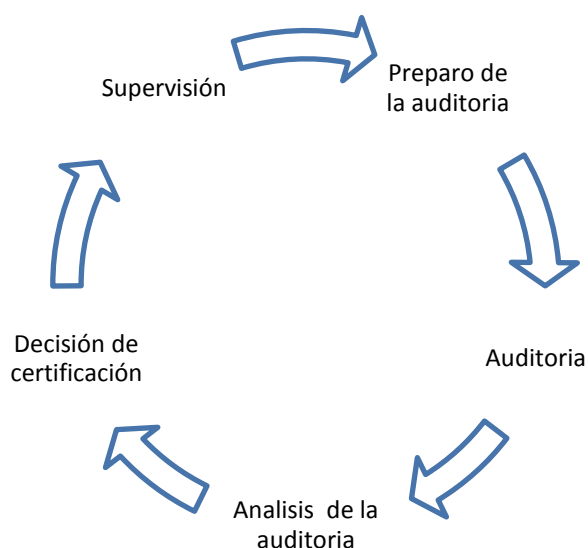 Supervisión
Preparo de
la auditoria
Auditoria
Analisis de la
auditoria
Decisión de
certificación